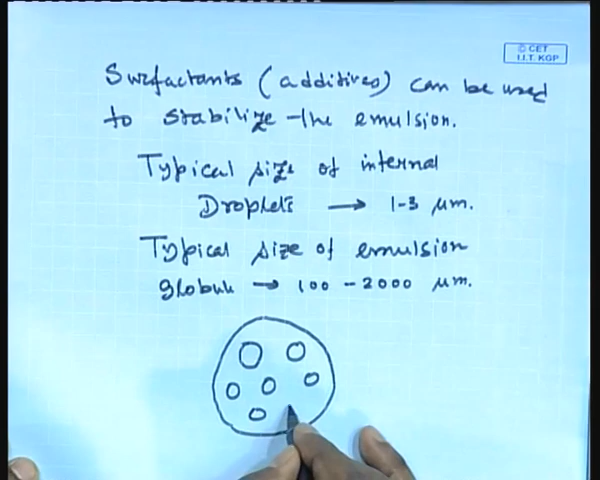 © CET
I.I.T. KGP
Surfactants (additives) can be used
to stabilize the emulsion.
Typical size of internal
Droplets → 1-3 μm.
Typical size of emulsion
globule → 100 - 2000 μm.